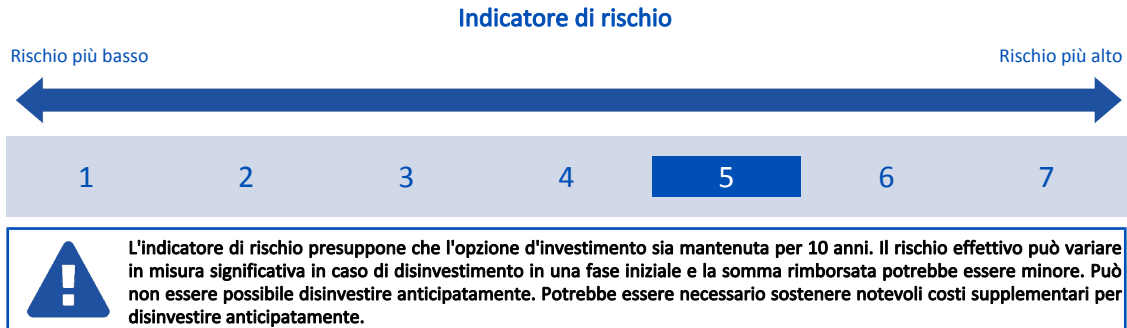 Indicatore di rischio
Rischio più basso Rischio più alto
1 2 3 4 5 6 7
L'indicatore di rischio presuppone che l'opzione d'investimento sia mantenuta per 10 anni. Il rischio effettivo può variare
in misura significativa in caso di disinvestimento in una fase iniziale e la somma rimborsata potrebbe essere minore. Può
non essere possibile disinvestire anticipatamente. Potrebbe essere necessario sostenere notevoli costi supplementari per
disinvestire anticipatamente.